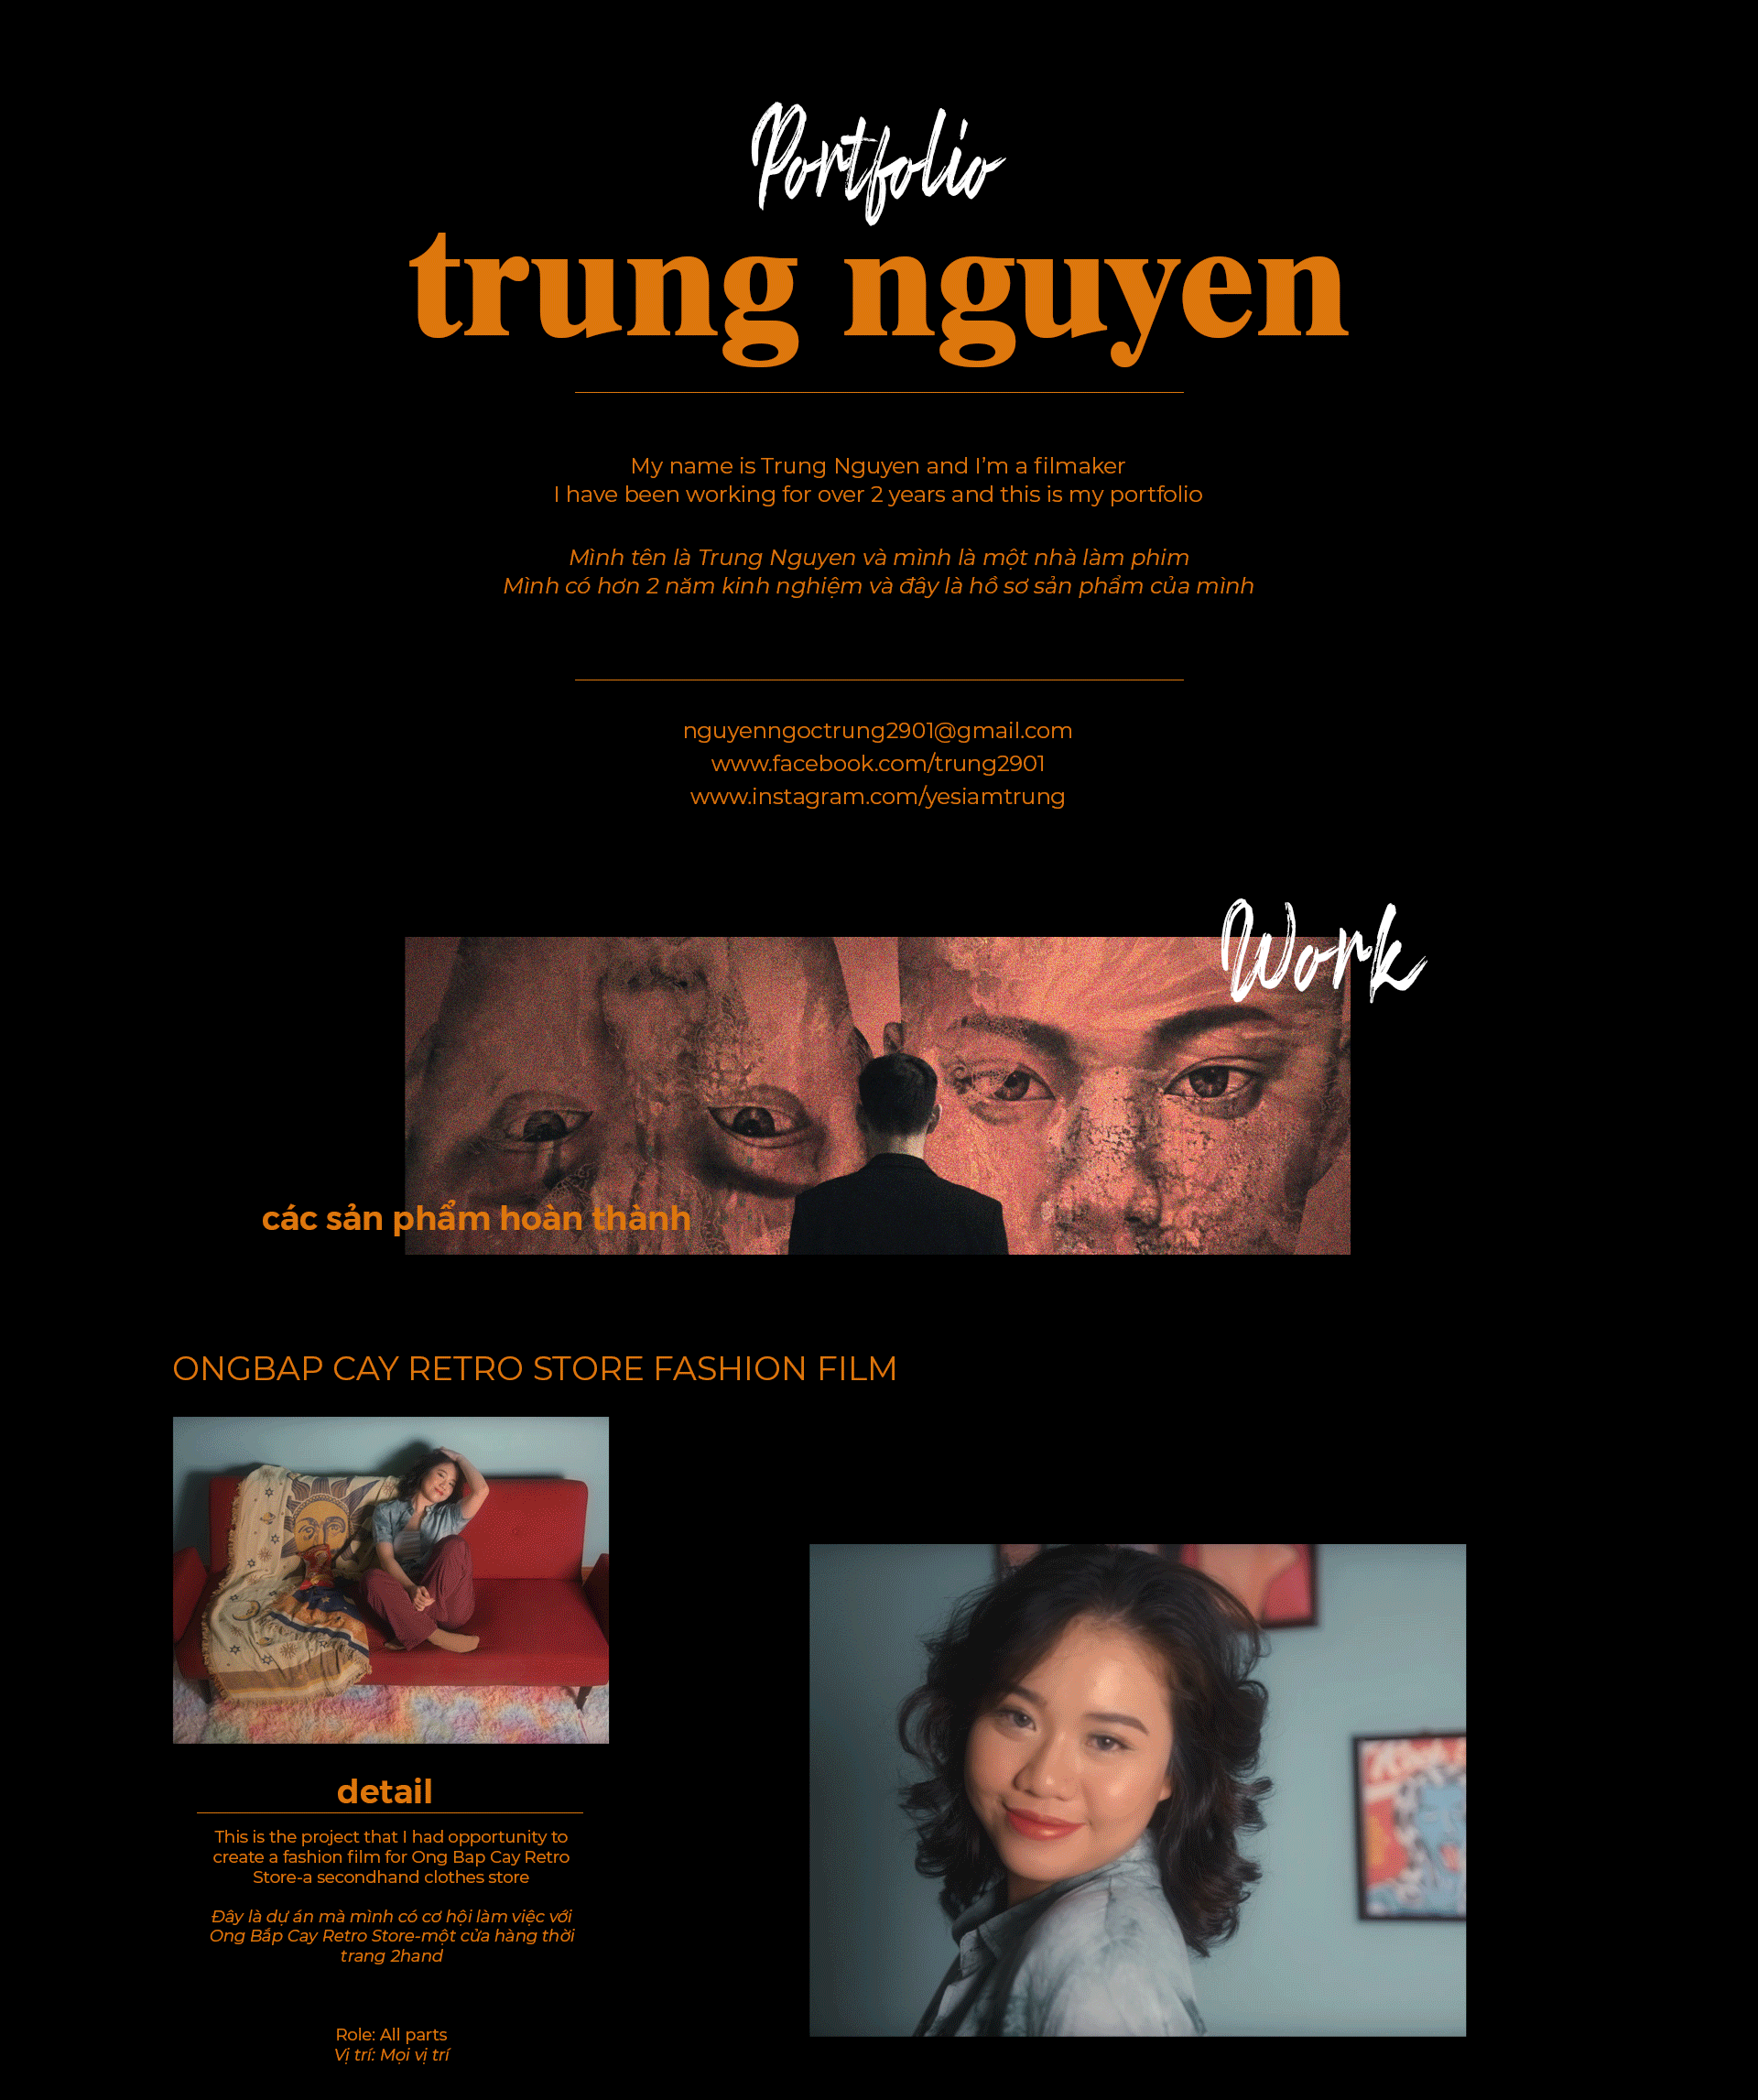 Portfolio
trung nguyen
My name is Trung Nguyen and I’m a filmaker
I have been working for over 2 years and this is my portfolio
Mình tên là Trung Nguyen và mình là một nhà làm phim
Mình có hơn 2 năm kinh nghiệm và đây là hồ sơ sản phẩm của mình
nguyenngoctrung2901@gmail.com
www.facebook.com/trung2901
www.instagram.com/yesiamtrung
Work
các sản phẩm hoàn thành
ONGBAP CAY RETRO STORE FASHION FILM
detail
This is the project that I had opportunity to
create a fashion film for Ong Bap Cay Retro
Store-a secondhand clothes store
Đây là dự án mà mình có cơ hội làm việc với
Ong Bắp Cay Retro Store-một cửa hàng thời
trang 2hand
Role: All parts
Vị trí: Mọi vị trí